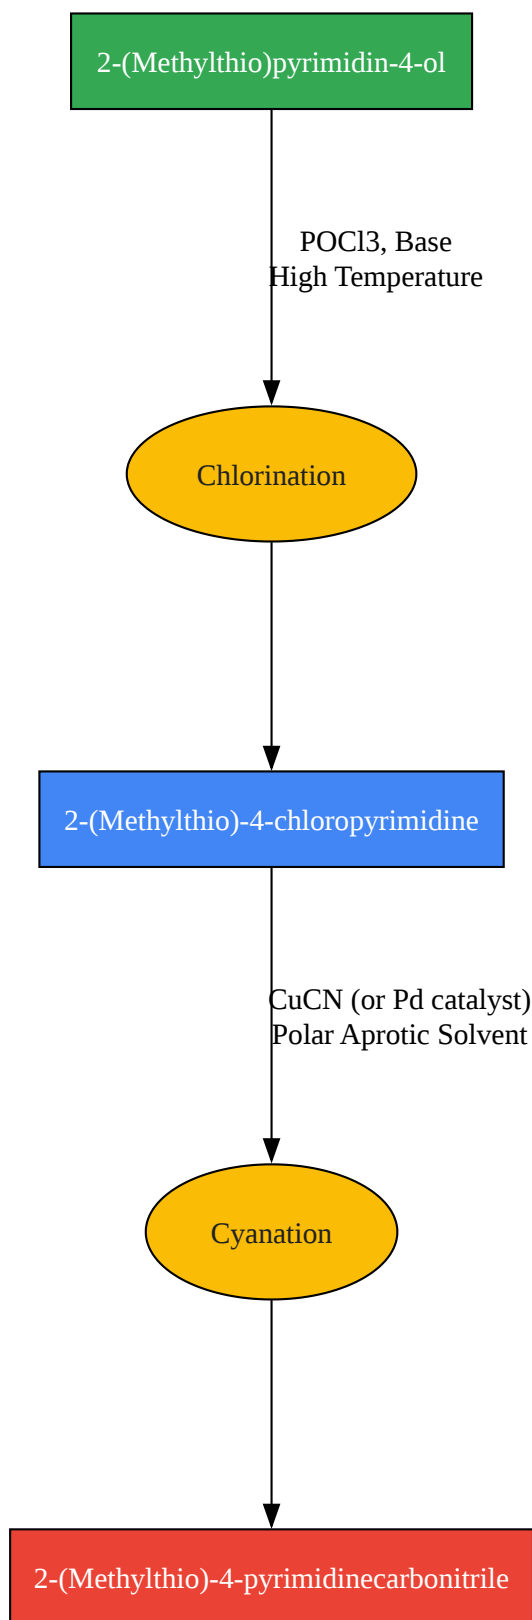 2-(Methylthio)pyrimidin-4-ol
POCl3, Base
High Temperature
Chlorination
2-(Methylthio)-4-chloropyrimidine
CuCN (or Pd catalyst)
Polar Aprotic Solvent
Cyanation
2-(Methylthio)-4-pyrimidinecarbonitrile